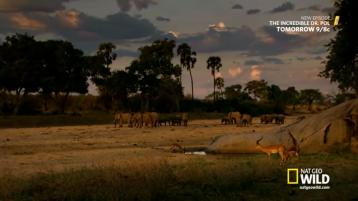 NEW EPISODE
THE INCREDIBLE DR. POL
TOMORROW 9/8c
NAT GEO
WILD
natgeowild.com